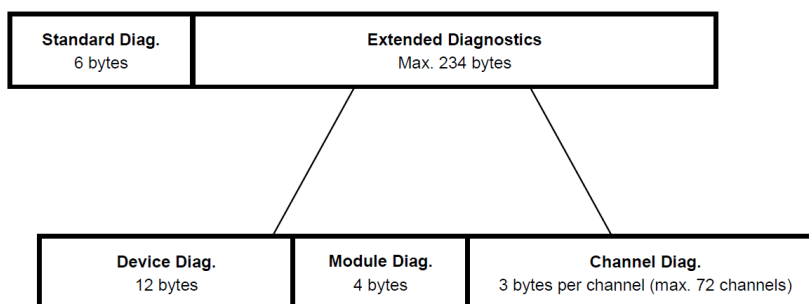 Standard Diag.
6 bytes
Extended Diagnostics
Max. 234 bytes
Device Diag.
12 bytes
Module Diag.
4 bytes
Channel Diag.
3 bytes per channel (max. 72 channels)